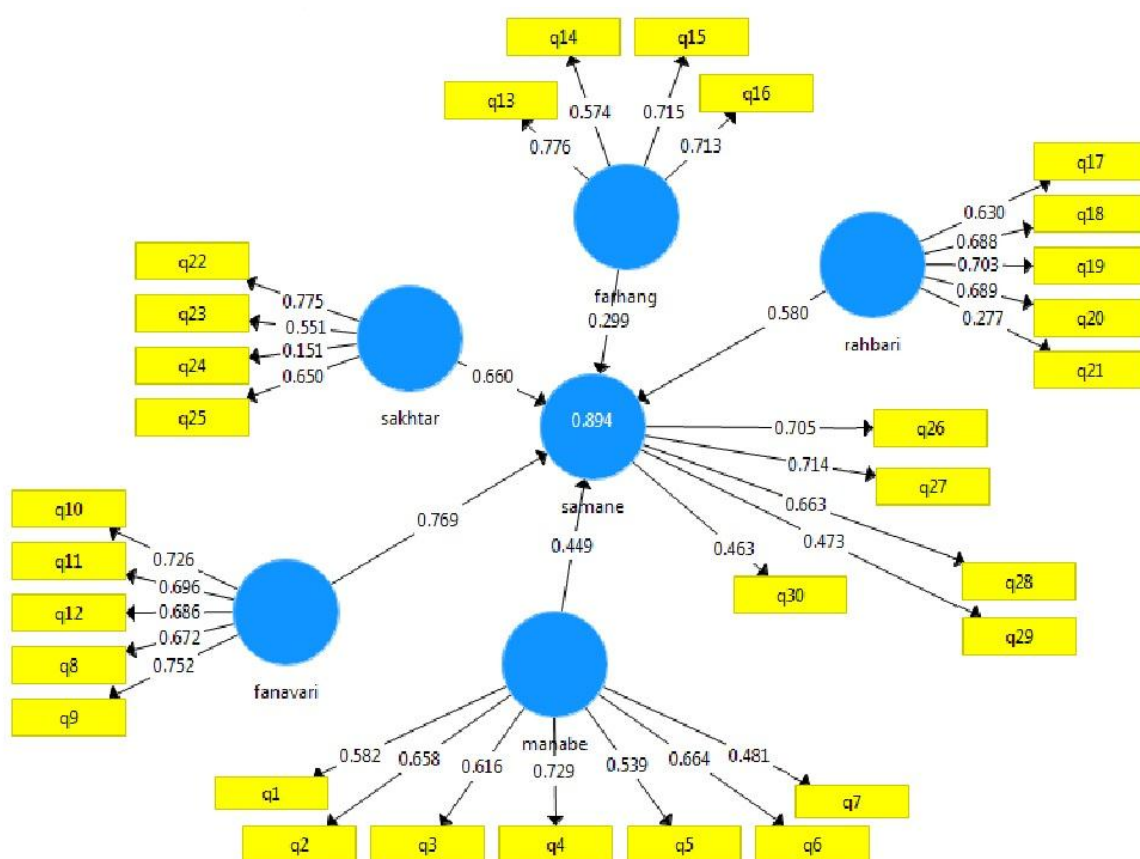 q14
q15
q13
q16
0.574
0.715
0.776
0.713
farhang
0.299
q17
q18
q19
q20
q21
0.630
0.688
0.703
0.689
0.277
rahbari
0.580
q22
q23
q24
q25
0.775
0.551
0.151
0.650
sakhtar
0.660
0.894
samane
0.705
0.714
0.663
0.473
0.463
q26
q27
q28
q29
q30
q10
q11
q12
q8
q9
0.726
0.696
0.686
0.672
0.752
fanavari
0.769
0.449
manabe
0.582
0.658
0.616
0.729
0.539
0.664
0.481
q1
q2
q3
q4
q5
q6
q7